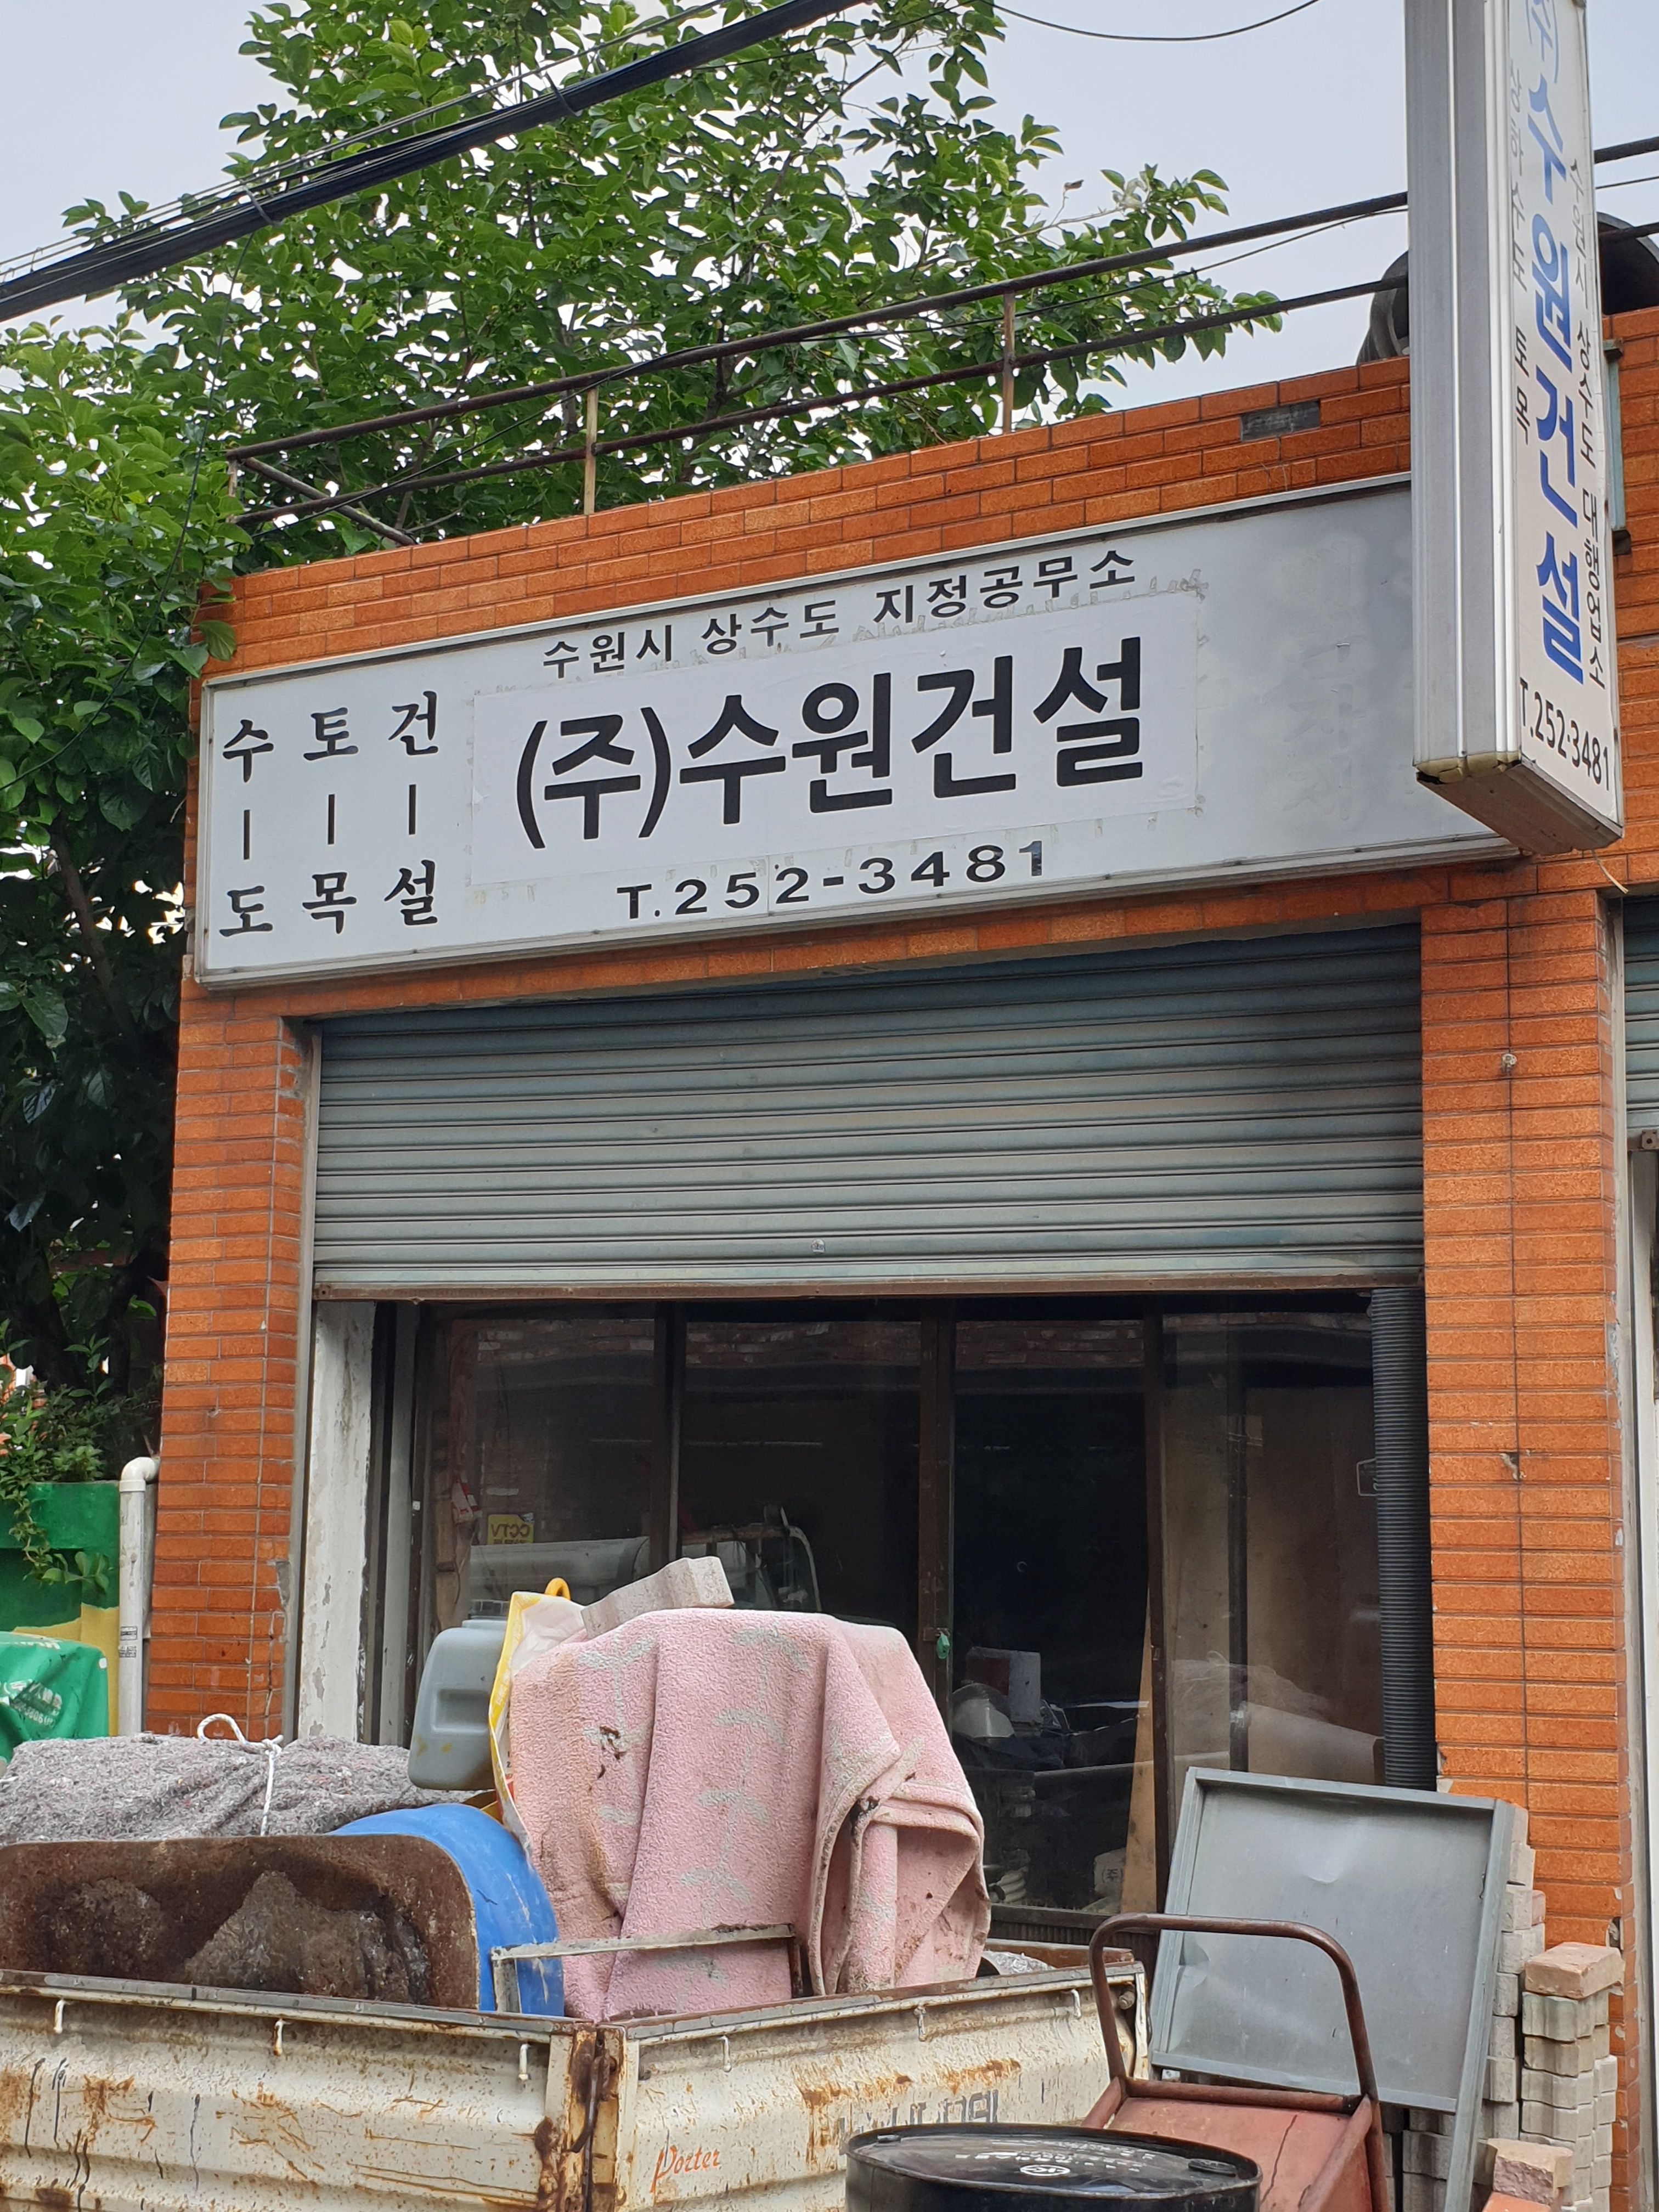 수원시 상수도 지정공무소
(주)수원건설
T.252-3481
수|도
토|목
건|설
(주)수원건설
수원시 상수도 대행업소
상하수도 토목
T.252-3481
CCTV
Porter